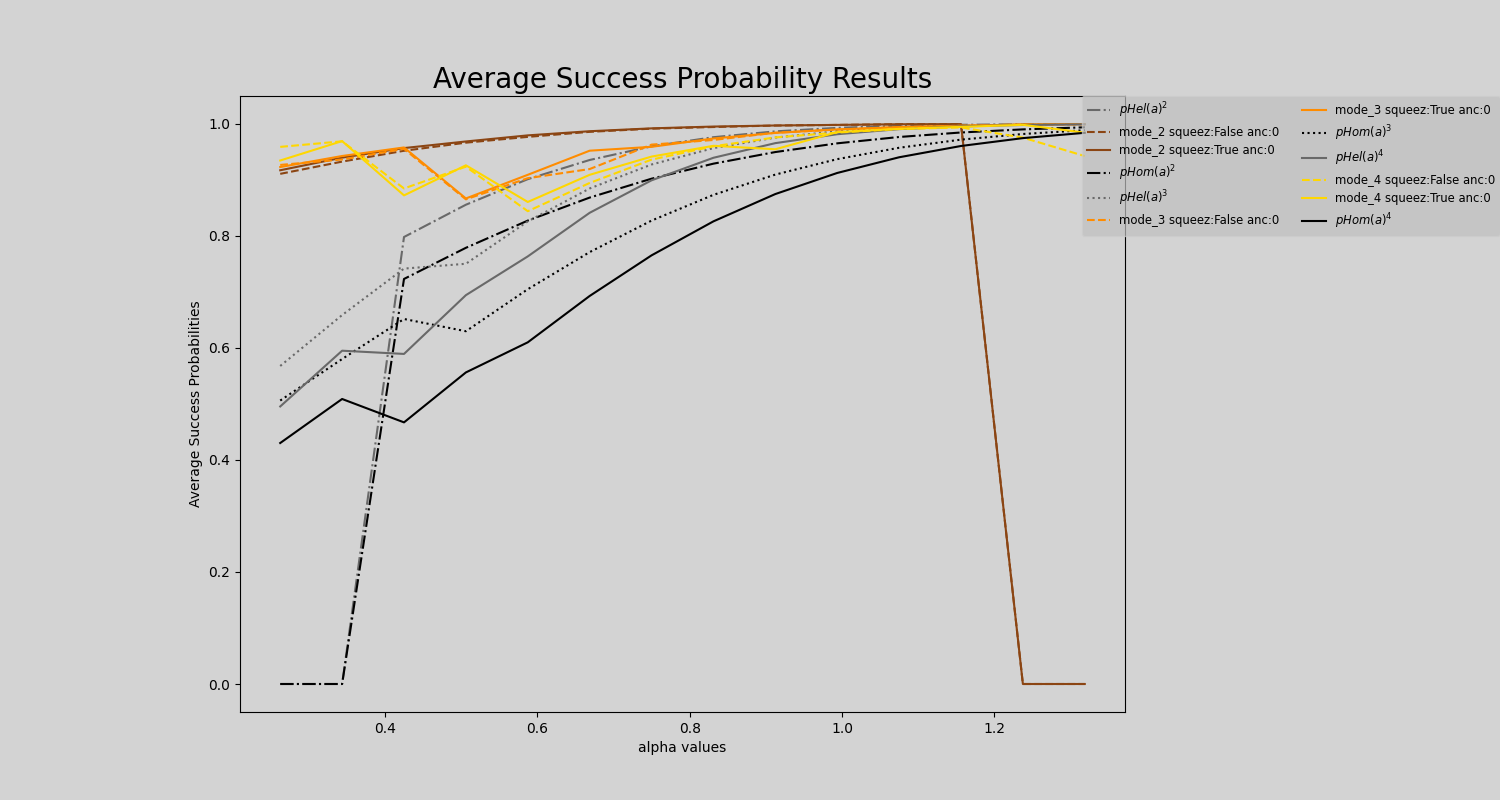 Average Success Probability Results
1.0
0.8
0.6
0.4
0.2
0.0
Average Success Probabilities
0.4 0.6 0.8 1.0 1.2
alpha values
pHel(a)²
mode_2 squeez:False anc:0
mode_2 squeez:True anc:0
pHom(a)²
pHel(a)³
mode_3 squeez:False anc:0
mode_3 squeez:True anc:0
pHom(a)³
pHel(a)⁴
mode_4 squeez:False anc:0
mode_4 squeez:True anc:0
pHom(a)⁴